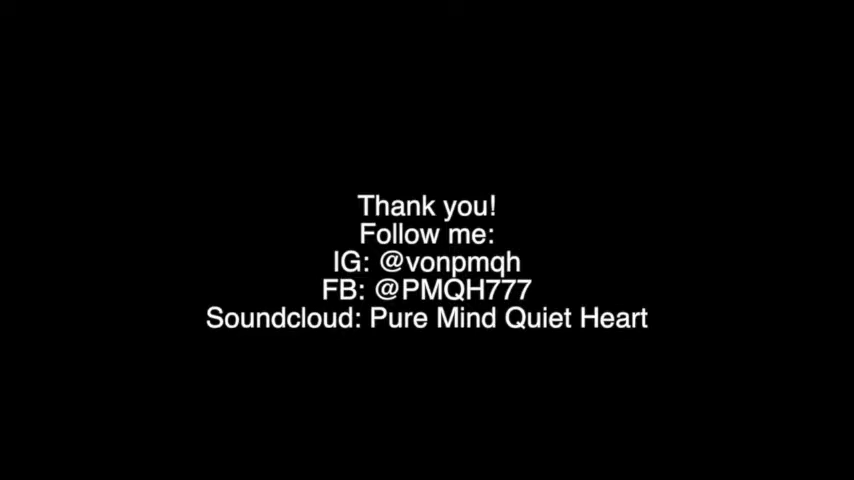 Thank you!
Follow me:
IG: @vonpmqh
FB: @PMQH777
Soundcloud: Pure Mind Quiet Heart